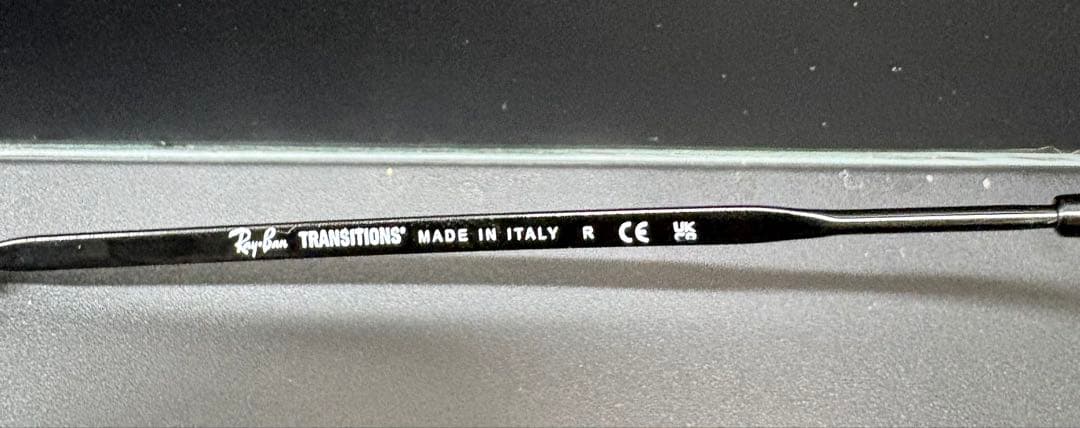 Ray-Ban TRANSITIONS® MADE IN ITALY R CE UK CA